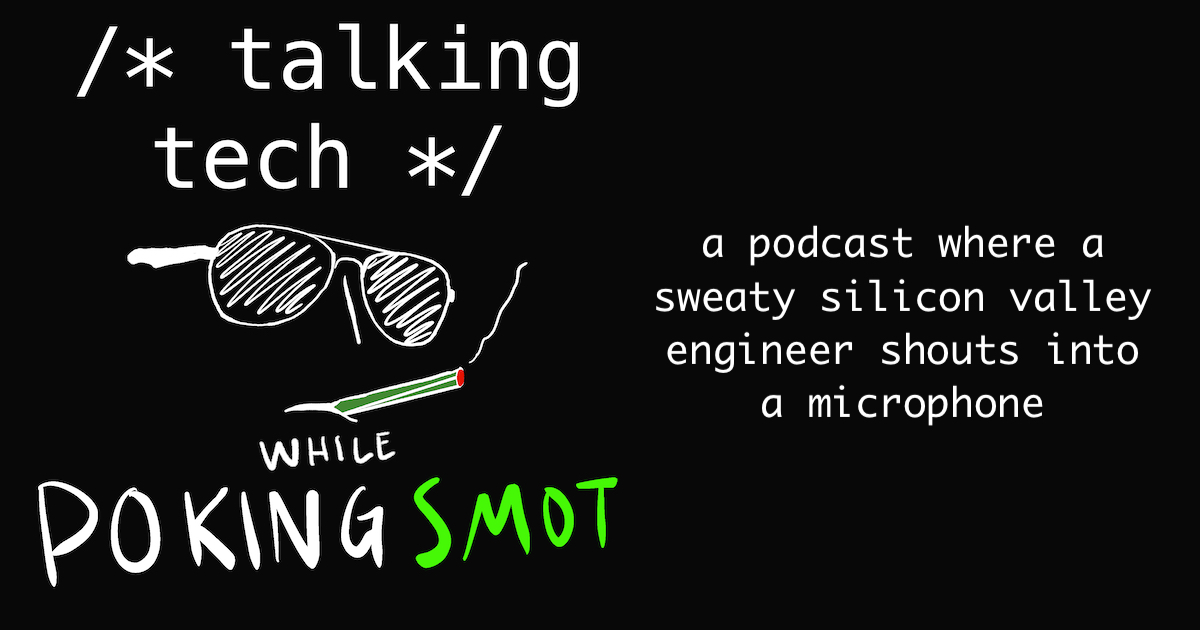 /* talking
tech */
WHILE
POKING SMOT
a podcast where a
sweaty silicon valley
engineer shouts into
a microphone